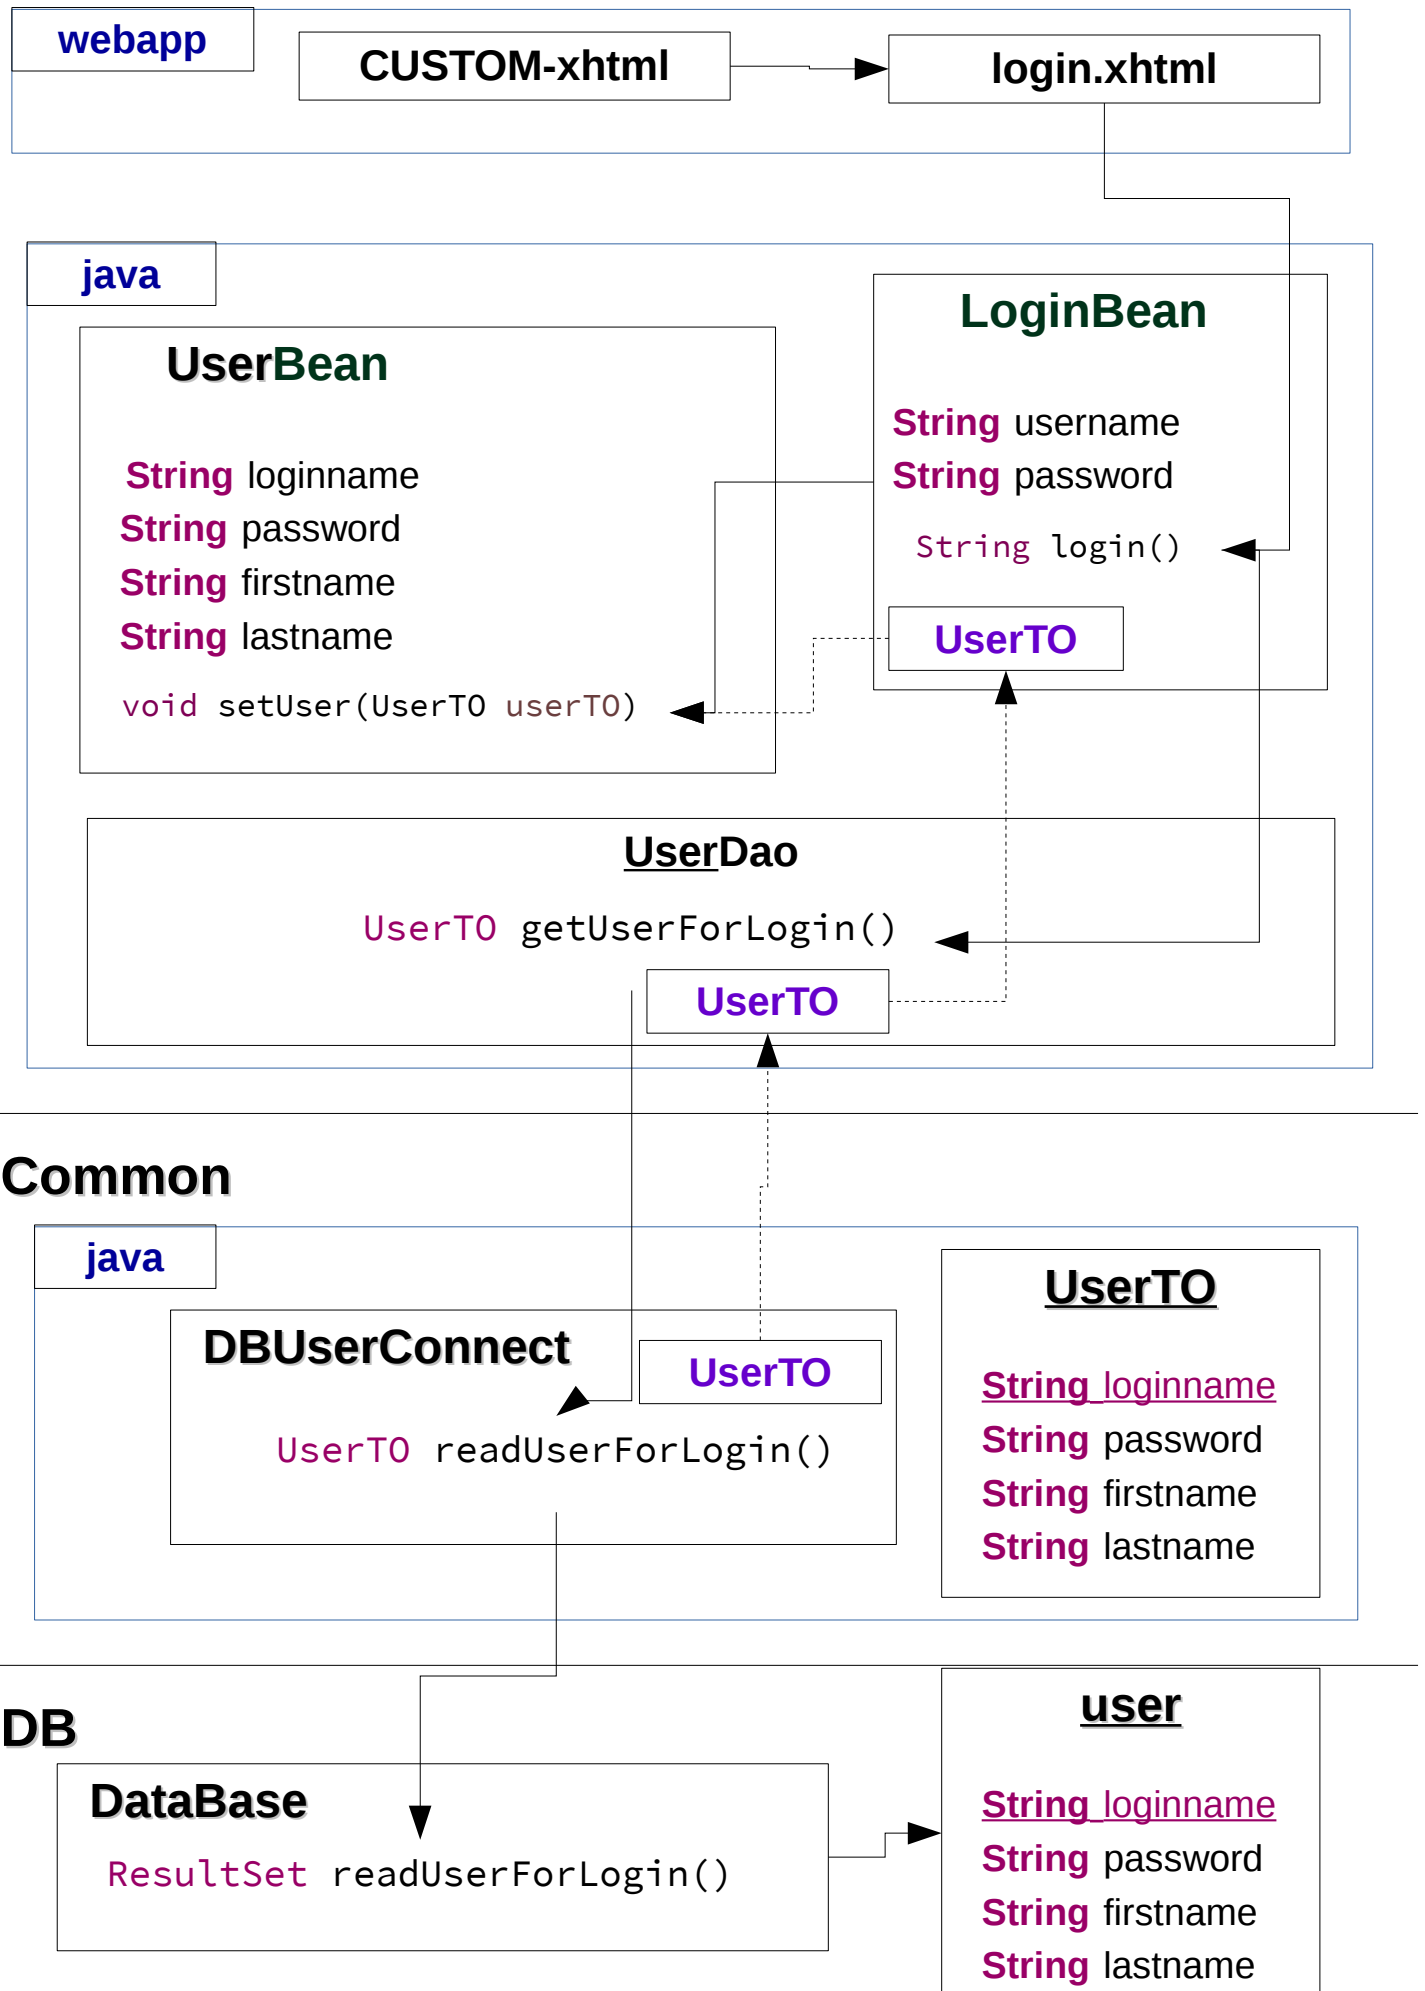 webapp
CUSTOM-xhtml
login.xhtml
java
LoginBean
String username
String password
String login()
UserTO
UserBean
String loginname
String password
String firstname
String lastname
void setUser(UserTO userTO)
UserDao
UserTO getUserForLogin()
UserTO
Common
java
DBUserConnect
UserTO
UserTO readUserForLogin()
UserTO
String loginname
String password
String firstname
String lastname
DB
DataBase
ResultSet readUserForLogin()
user
String loginname
String password
String firstname
String lastname